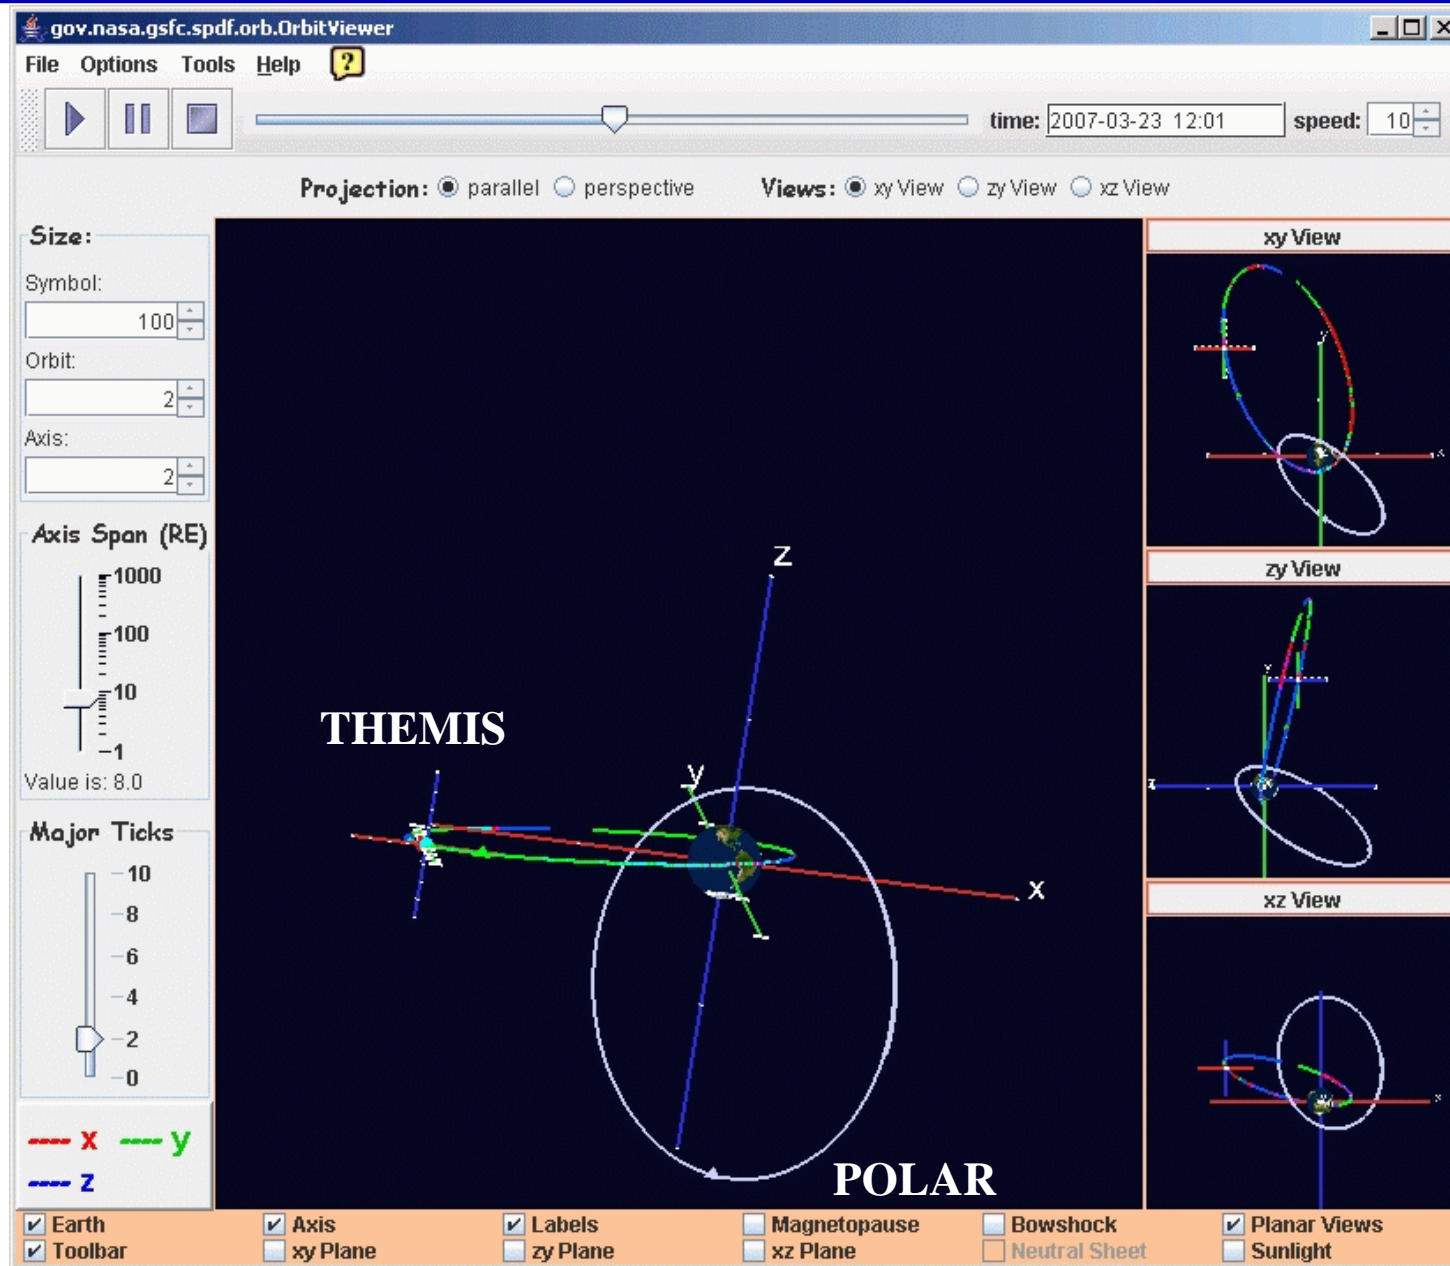 gov.nasa.gsfc.spdf.orb.OrbitViewer
File Options Tools Help ?
time: 2007-03-23 12:01 speed: 10
Projection: parallel perspective Views: xy View zy View xz View
Size:
Symbol:
100
Orbit:
2
Axis:
2
Axis Span (RE)
1000
100
10
1
Value is: 8.0
Major Ticks
10
8
6
4
2
0
x y
z
Z
THEMIS
y
X
POLAR
xy View
y
x
zy View
Y
z
xz View
x
Earth Axis Labels Magnetopause Bowshock Planar Views
Toolbar xy Plane zy Plane xz Plane Neutral Sheet Sunlight